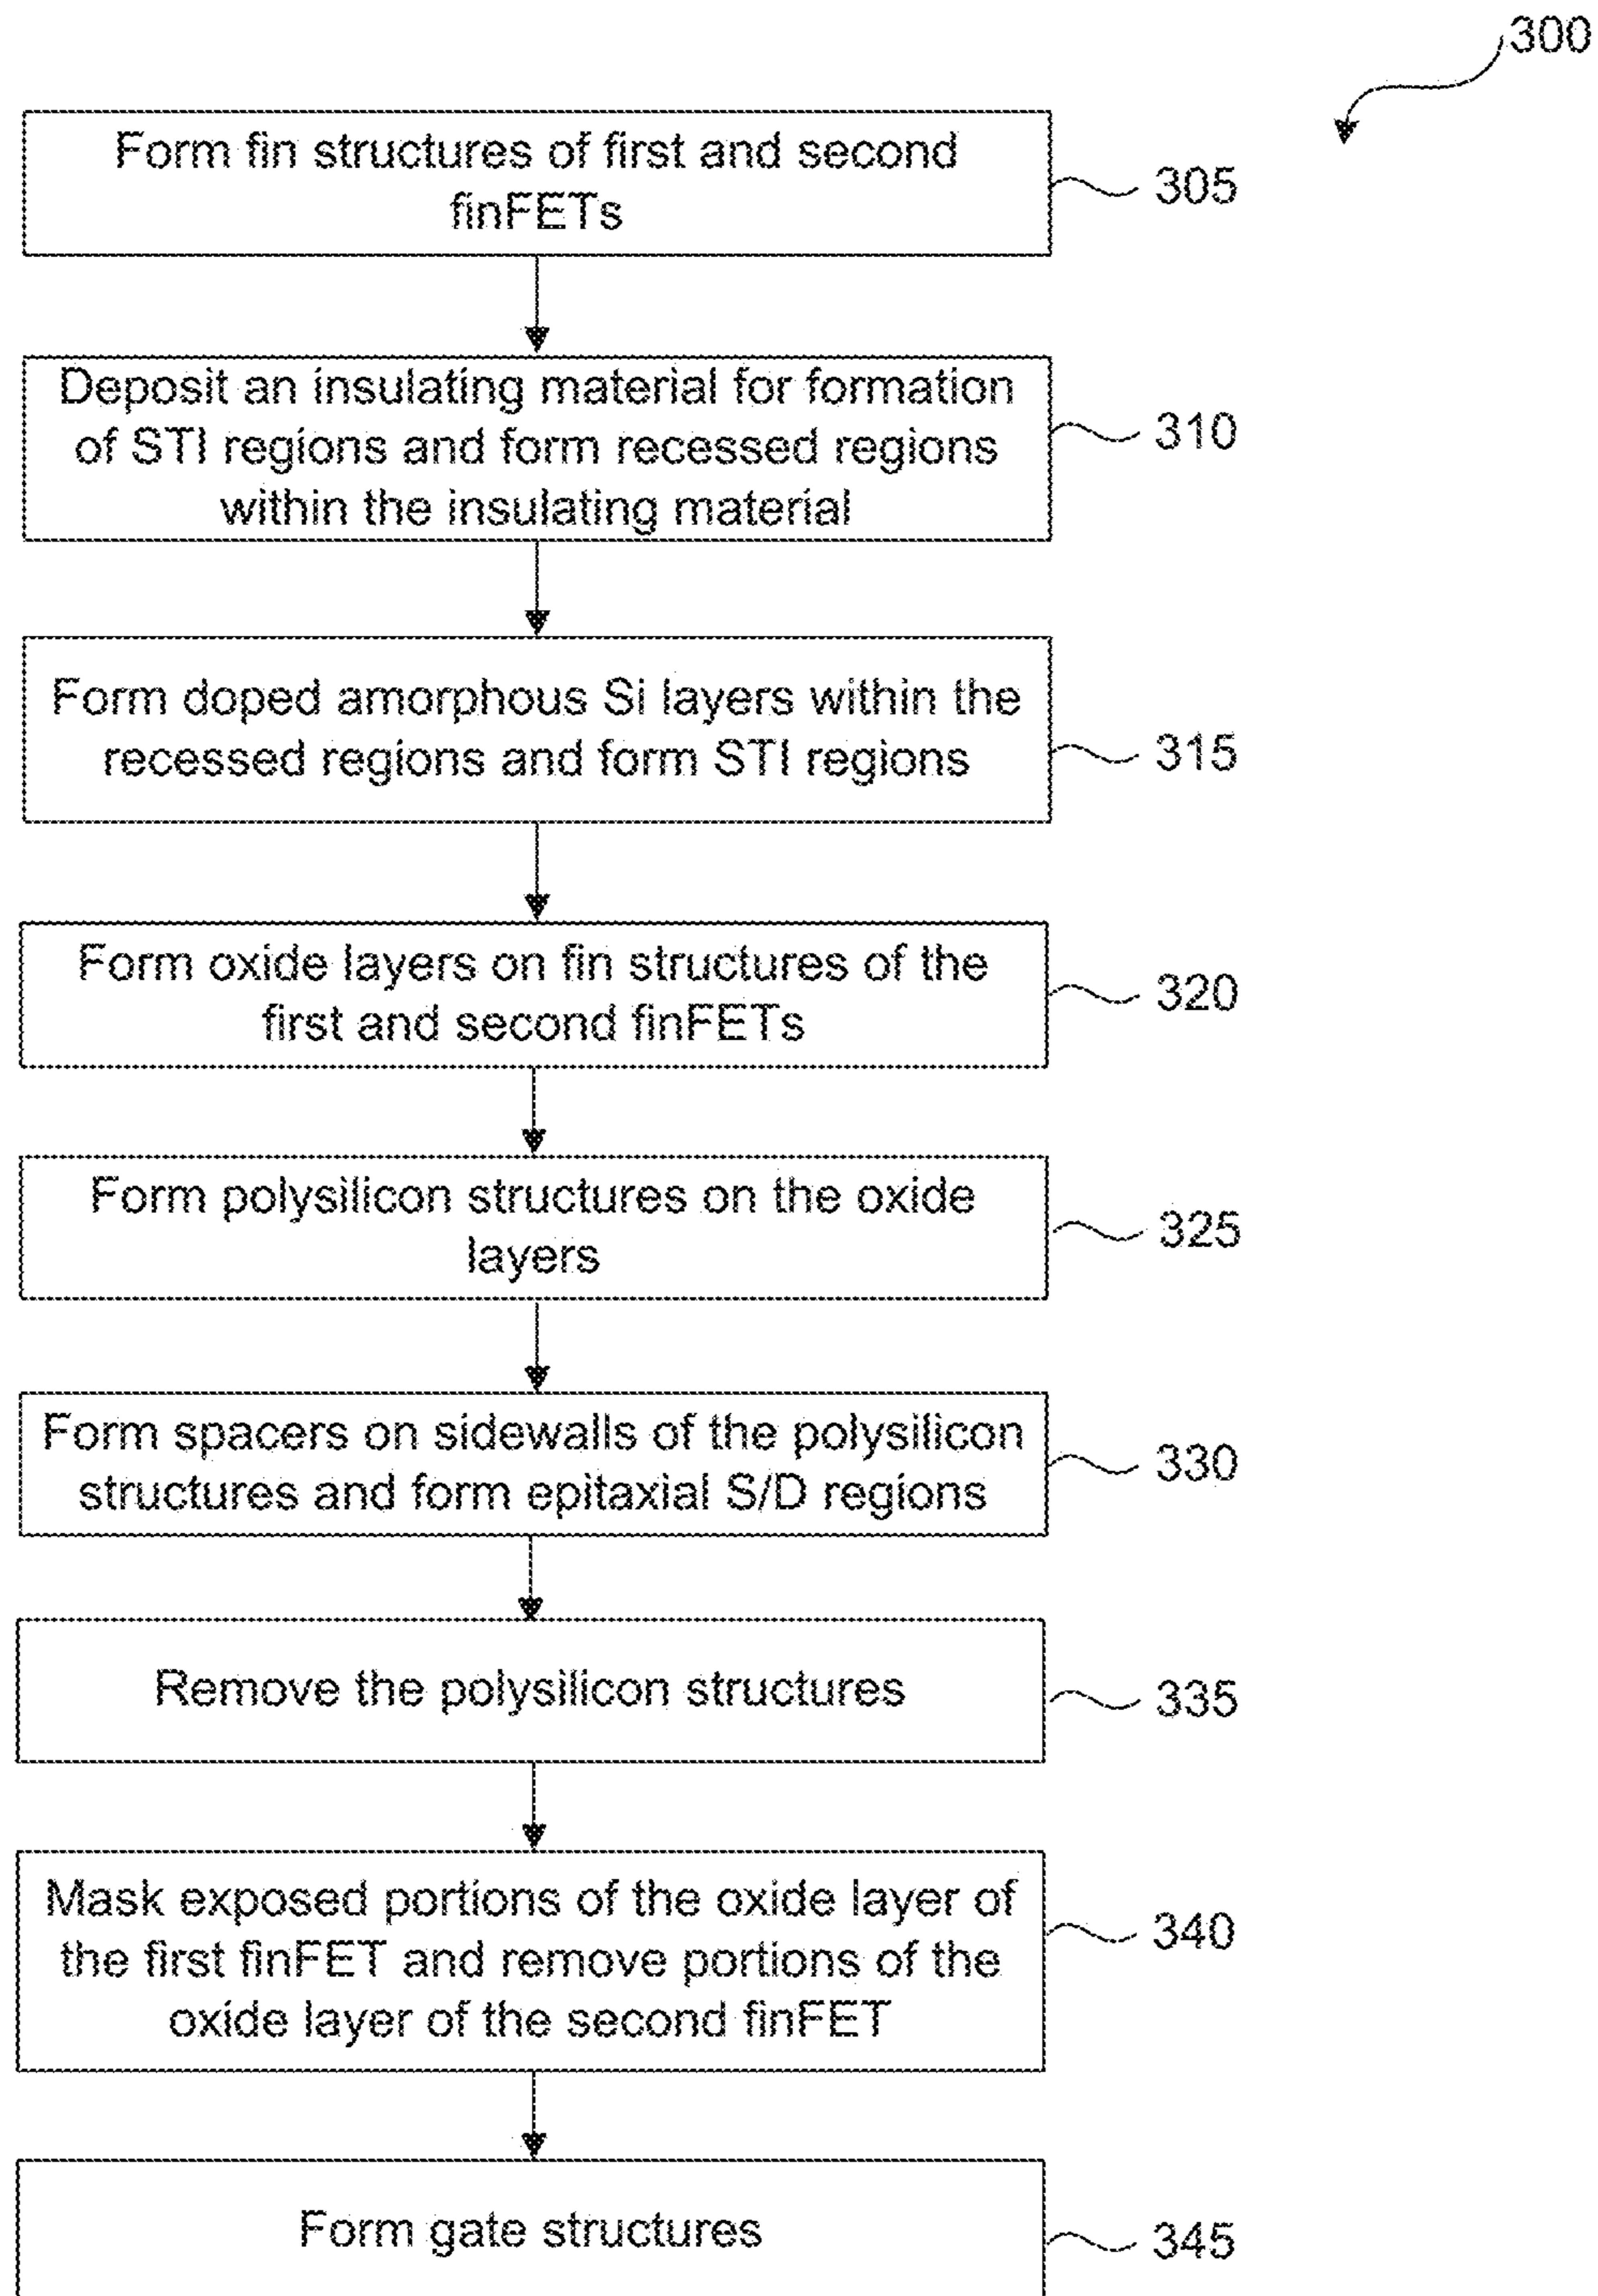 300
Form fin structures of first and second
finFETs
305
Deposit an insulating material for formation
of STI regions and form recessed regions
within the insulating material
310
Form doped amorphous Si layers within the
recessed regions and form STI regions
315
Form oxide layers on fin structures of the
first and second finFETs
320
Form polysilicon structures on the oxide
layers
325
Form spacers on sidewalls of the polysilicon
structures and form epitaxial S/D regions
330
Remove the polysilicon structures
335
Mask exposed portions of the oxide layer of
the first finFET and remove portions of the
oxide layer of the second finFET
340
Form gate structures
345